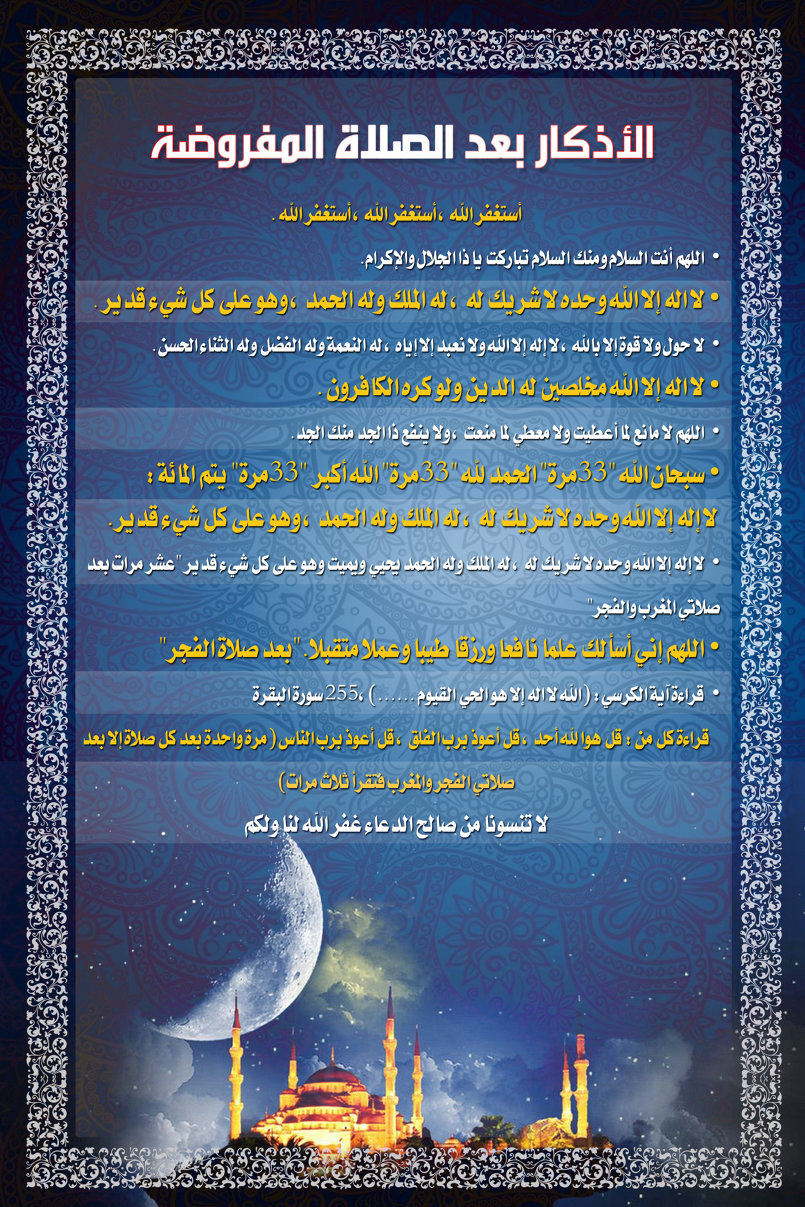 الأذكار بعد الصلاة المفروضة
أستغفر الله ، أستغفر الله ، أستغفر الله .
• اللهم أنت السلام ومنك السلام تباركت يا ذا الجلال والإكرام.
• لا اله إلا الله وحده لا شريك له ، له الملك وله الحمد ، وهو على كل شيء قدير .
• لا حول ولا قوة إلا بالله ، لا إله إلا الله ولا نعبد إلا إياه ، له النعمة وله الفضل وله الثناء الحسن .
• لا اله إلا الله مخلصين له الدين ولو كره الكافرون .
• اللهم لا مانع لما أعطيت ولا معطي لما منعت ، ولا ينفع ذا الجد منك الجد .
• سبحان الله "33مرة" الحمد لله "33مرة" الله أكبر "33مرة" يتم المائة :
لا إله إلا الله وحده لا شريك له ، له الملك وله الحمد ، وهو على كل شيء قدير.
• لا إله إلا الله وحده لا شريك له ، له الملك وله الحمد يحيي ويميت وهو على كل شيء قدير "عشر مرات بعد
صلاتي المغرب والفجر"
• اللهم إني أسألك علما نافعا ورزقا طيبا وعملا متقبلا. "بعد صلاة الفجر"
• قراءة آية الكرسي : ( الله لا اله إلا هو الحي القيوم ......) ،255 سورة البقرة
قراءة كل من : قل هو الله أحد ، قل أعوذ برب الفلق ، قل أعوذ برب الناس ( مرة واحدة بعد كل صلاة إلا بعد
صلاتي الفجر والمغرب فتقرأ ثلاث مرات)
لا تنسونا من صالح الدعاء غفر الله لنا ولكم